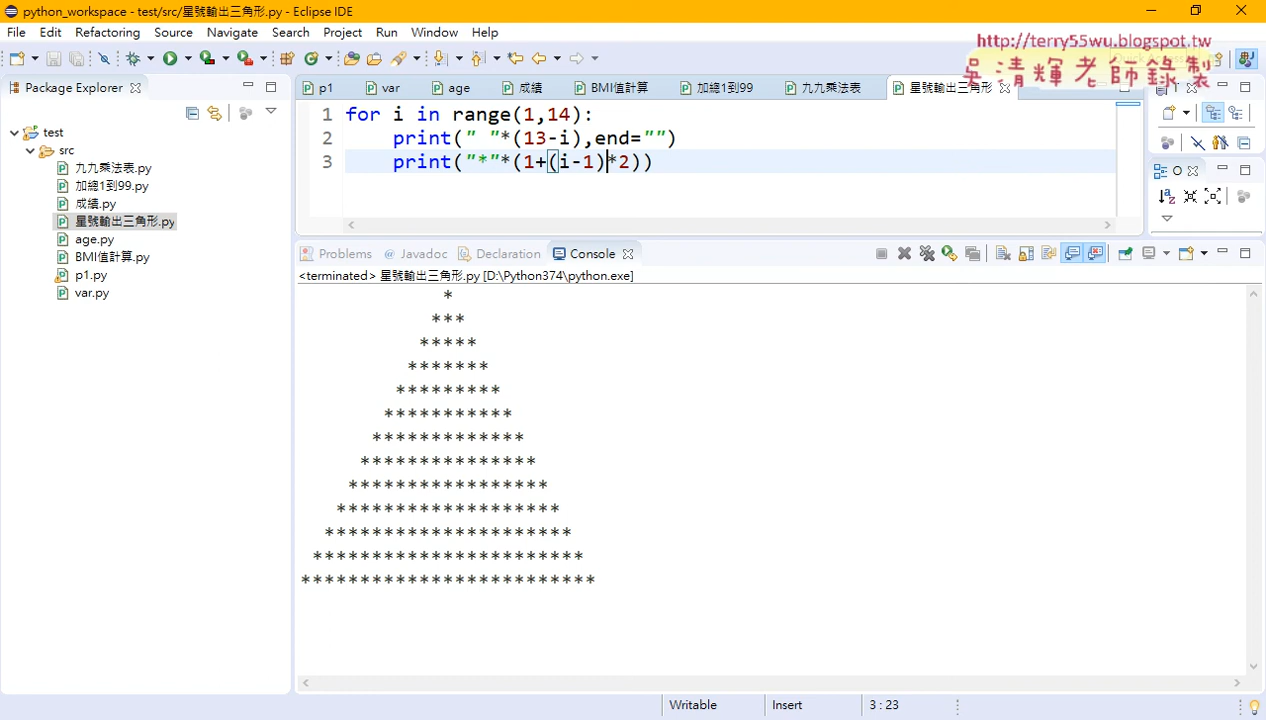 python_workspace - test/src/星號輸出三角形.py - Eclipse IDE
File Edit Refactoring Source Navigate Search Project Run Window Help
http://terry55wu.blogspot.tw
吳清輝老師錄製
Package Explorer
p1 var age 成績 BMI值計算 加總1到99 九九乘法表 星號輸出三角形
test
src
九九乘法表.py
加總1到99.py
成績.py
星號輸出三角形.py
age.py
BMI值計算.py
p1.py
var.py
1 for i in range(1,14):
2 print(" "*(13-i),end="")
3 print("*"*(1+(i-1)*2))
Problems Javadoc Declaration Console
<terminated> 星號輸出三角形.py [D:\Python374\python.exe]
*
***
*****
*******
*********
***********
*************
***************
*****************
*******************
*********************
***********************
*************************
Writable Insert 3 : 23